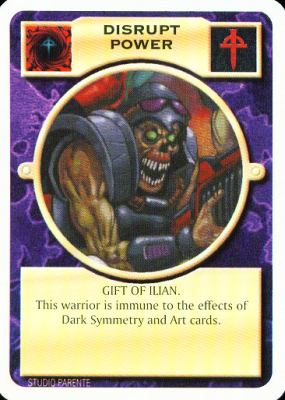 DISRUPT
POWER
GIFT OF ILIAN.
This warrior is immune to the effects of
Dark Symmetry and Art cards.
STUDIO PARENTE